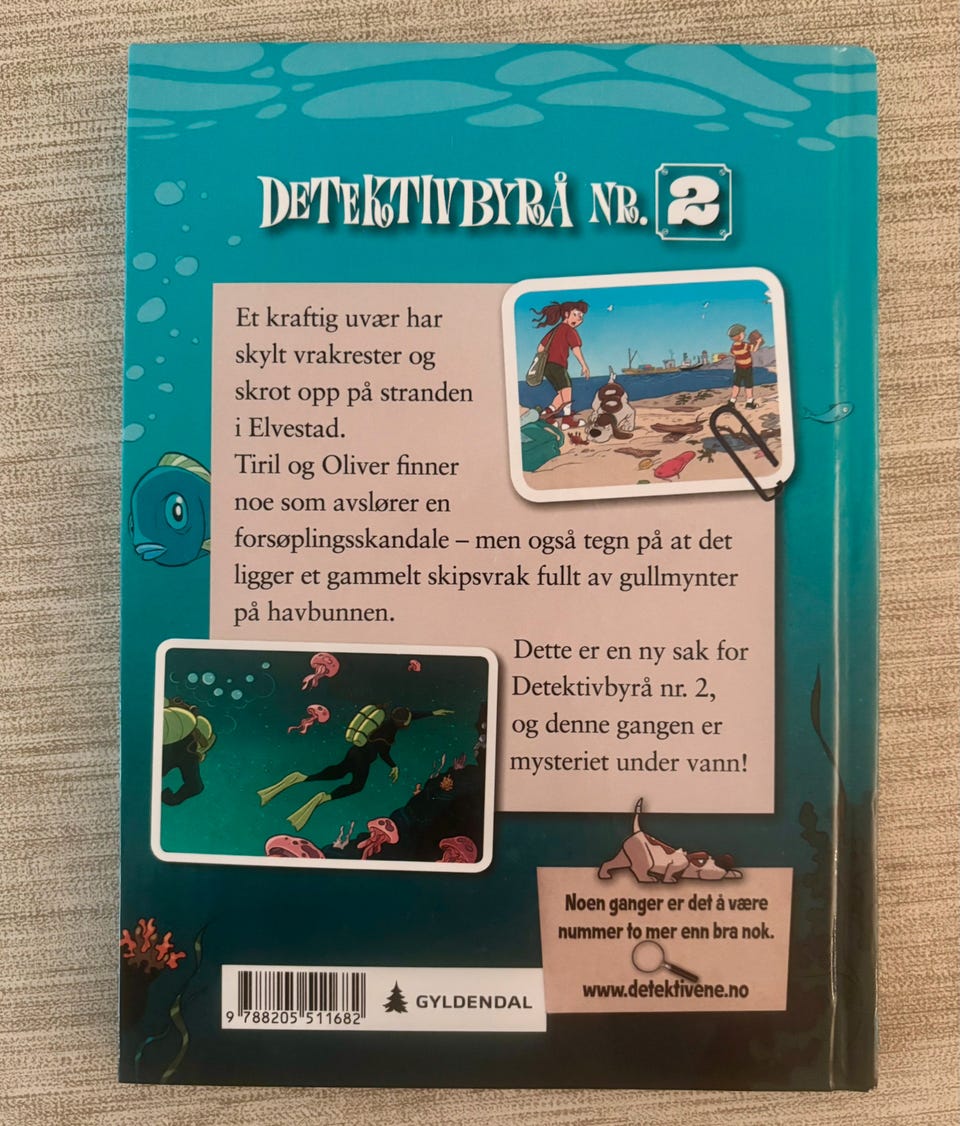 DETEKTIVBYRÅ NR. 2
Et kraftig uvær har
skylt vrakrester og
skrot opp på stranden
i Elvestad.
Tiril og Oliver finner
noe som avslører en
forsøplingsskandale – men også tegn på at det
ligger et gammelt skipsvrak fullt av gullmynter
på havbunnen.
Dette er en ny sak for
Detektivbyrå nr. 2,
og denne gangen er
mysteriet under vann!
Noen ganger er det å være
nummer to mer enn bra nok.
www.detektivene.no
GYLDENDAL
9 788205 511682